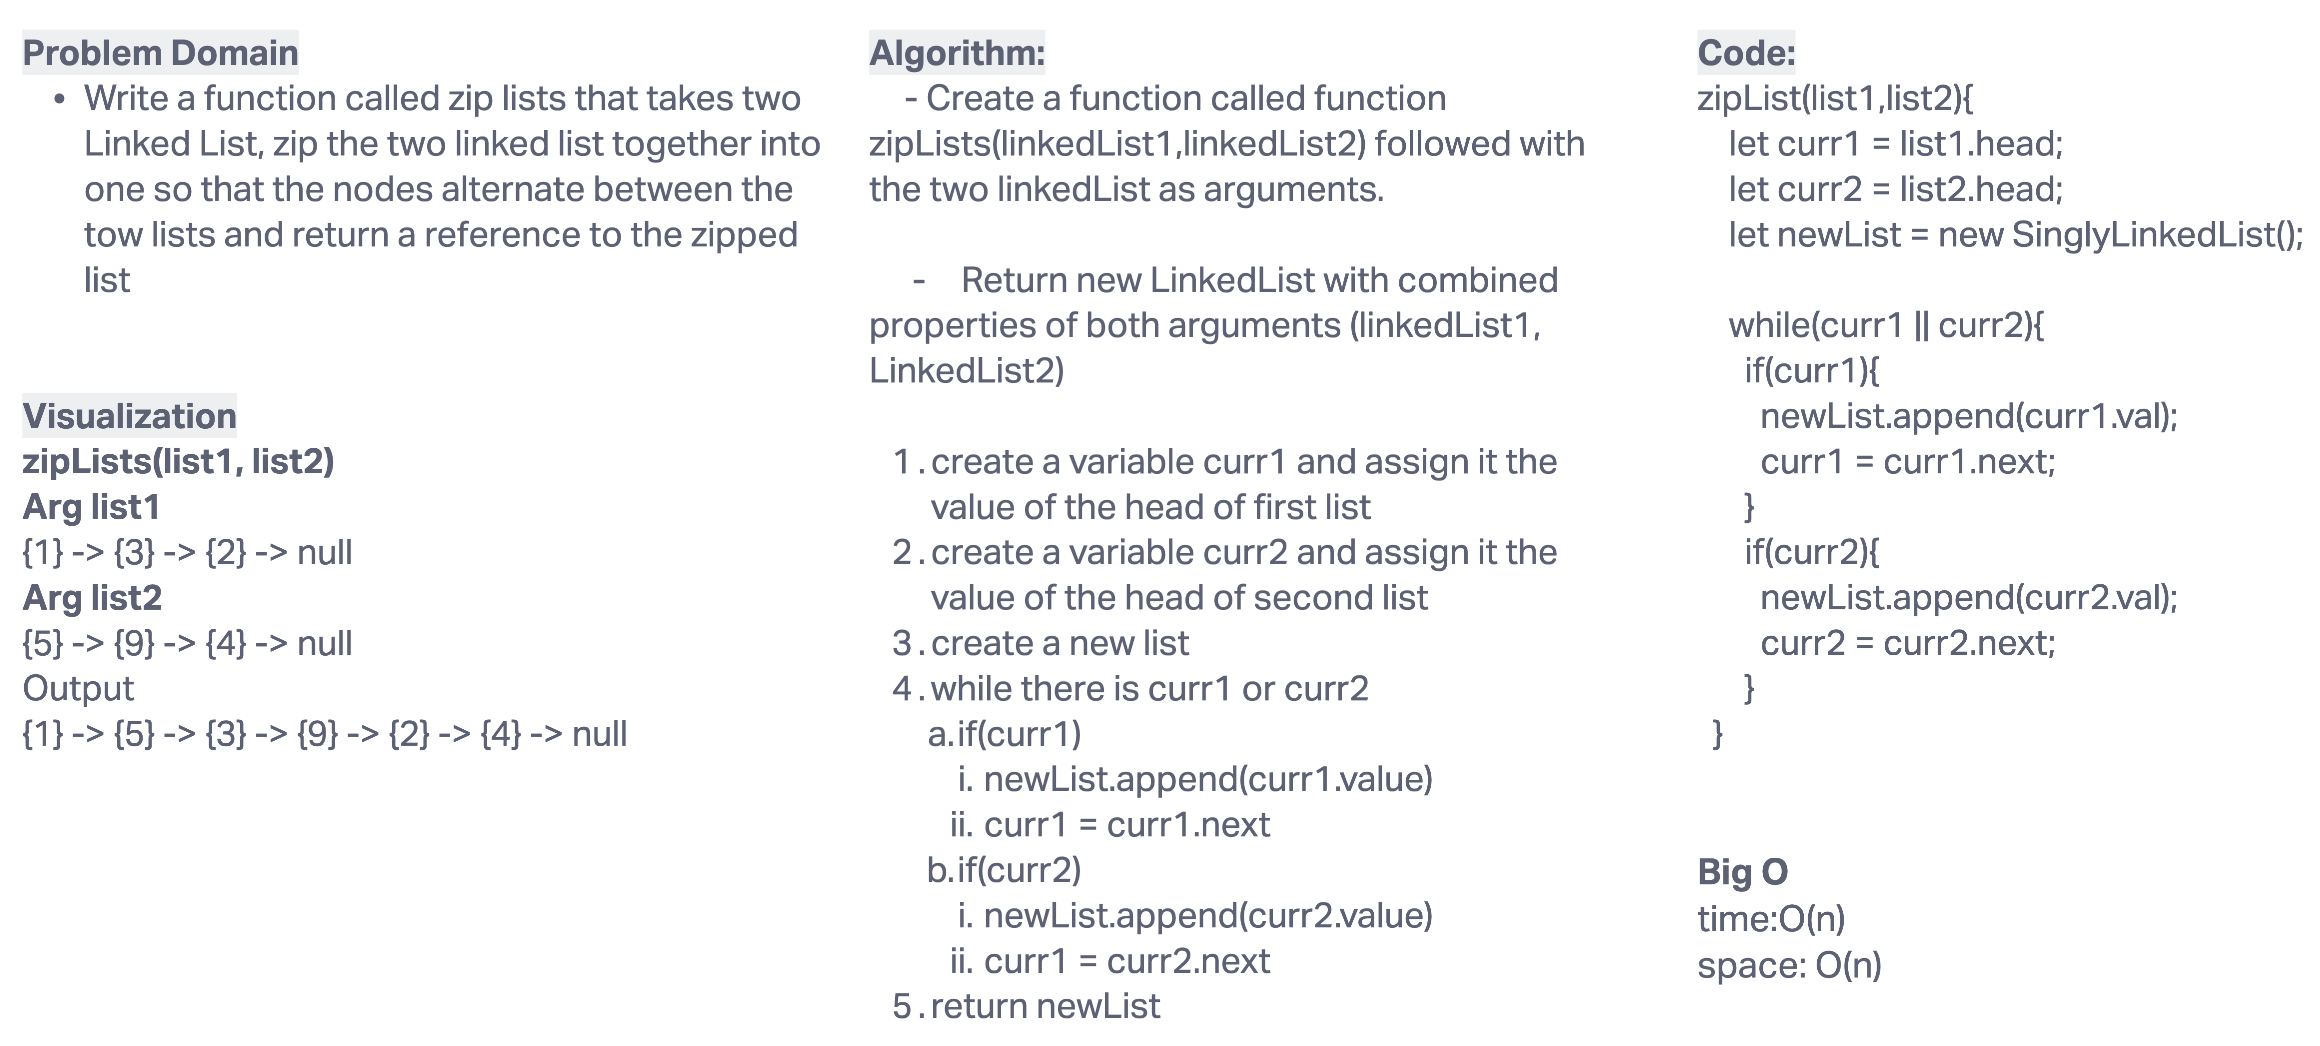 Problem Domain
• Write a function called zip lists that takes two
Linked List, zip the two linked list together into
one so that the nodes alternate between the
tow lists and return a reference to the zipped
list
Visualization
zipLists(list1, list2)
Arg list1
{1} -> {3} -> {2} -> null
Arg list2
{5} -> {9} -> {4} -> null
Output
{1} -> {5} -> {3} -> {9} -> {2} -> {4} -> null
Algorithm:
- Create a function called function
zipLists(linkedList1,linkedList2) followed with
the two linkedList as arguments.
- Return new LinkedList with combined
properties of both arguments (linkedList1,
LinkedList2)
1. create a variable curr1 and assign it the
value of the head of first list
2. create a variable curr2 and assign it the
value of the head of second list
3. create a new list
4. while there is curr1 or curr2
a. if(curr1)
i. newList.append(curr1.value)
ii. curr1 = curr1.next
b. if(curr2)
i. newList.append(curr2.value)
ii. curr1 = curr2.next
5. return newList
Code:
zipList(list1,list2){
let curr1 = list1.head;
let curr2 = list2.head;
let newList = new SinglyLinkedList();
while(curr1 || curr2){
if(curr1){
newList.append(curr1.val);
curr1 = curr1.next;
}
if(curr2){
newList.append(curr2.val);
curr2 = curr2.next;
}
}
Big O
time:O(n)
space: O(n)